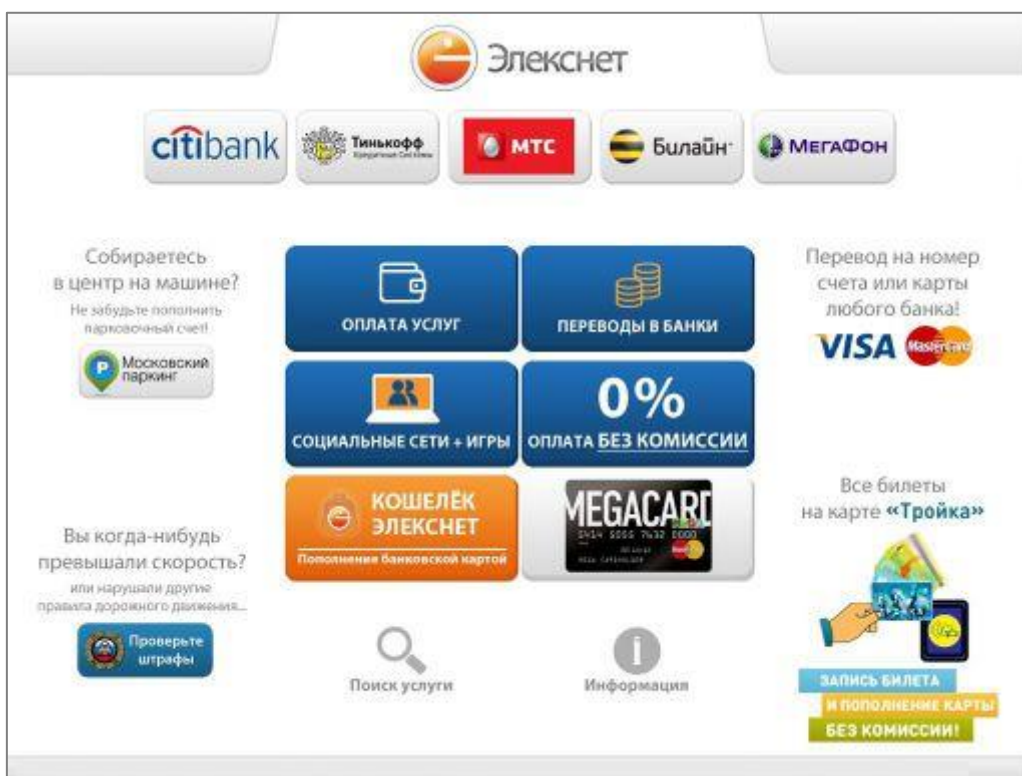 Элекснет
citibank
Тинькофф
Кредитные Системы
МТС
Билайн
МЕГАФОН
Собираетесь
в центр на машине?
Не забудьте пополнить
парковочный счет!
Московский
паркинг
ОПЛАТА УСЛУГ
ПЕРЕВОДЫ В БАНКИ
Перевод на номер
счета или карты
любого банка!
VISA MasterCard
СОЦИАЛЬНЫЕ СЕТИ + ИГРЫ
0%
ОПЛАТА БЕЗ КОМИССИИ
КОШЕЛЁК
ЭЛЕКСНЕТ
Пополнение банковской картой
MEGACARD
Вы когда-нибудь
превышали скорость?
или нарушали другие
правила дорожного движения...
Проверьте
штрафы
Все билеты
на карте «Тройка»
ЗАПИСЬ БИЛЕТА
И ПОПОЛНЕНИЕ КАРТЫ
БЕЗ КОМИССИИ!
Поиск услуги
Информация